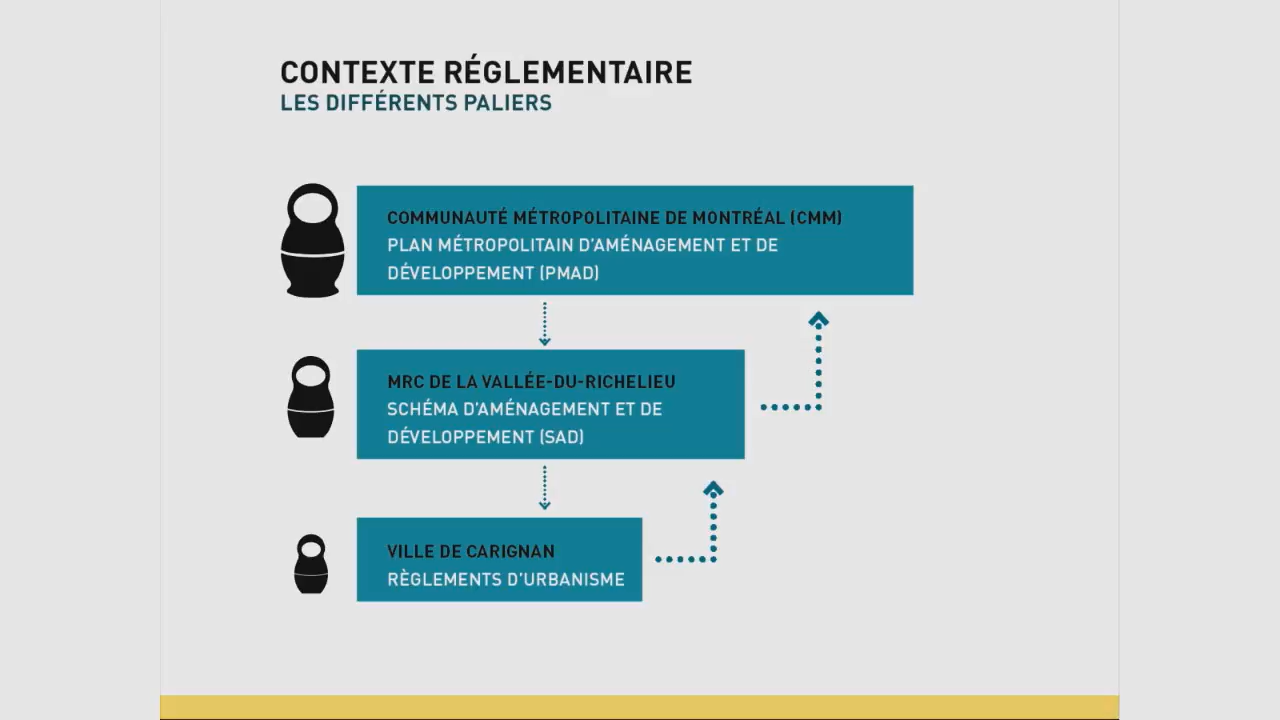 CONTEXTE RÉGLEMENTAIRE
LES DIFFÉRENTS PALIERS
COMMUNAUTÉ MÉTROPOLITAINE DE MONTRÉAL (CMM)
PLAN MÉTROPOLITAIN D'AMÉNAGEMENT ET DE
DÉVELOPPEMENT (PMAD)
MRC DE LA VALLÉE-DU-RICHELIEU
SCHÉMA D'AMÉNAGEMENT ET DE
DÉVELOPPEMENT (SAD)
VILLE DE CARIGNAN
RÈGLEMENTS D'URBANISME